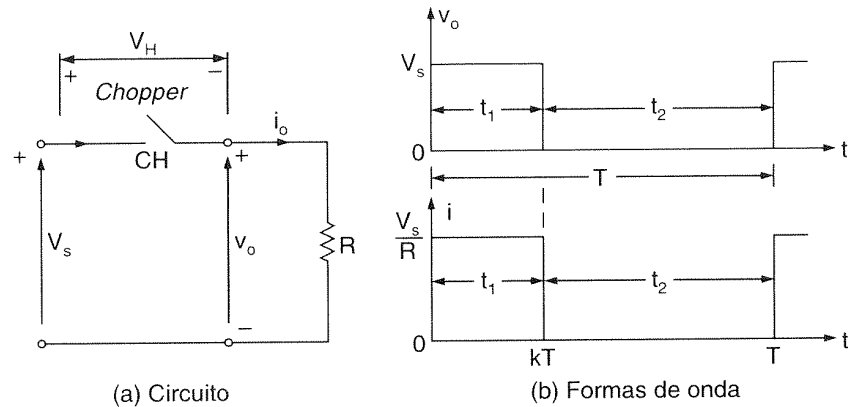 V_H
+ −
Chopper
i_o
+ CH +
V_s v_o R
−
(a) Circuito
v_o
V_s
t_1 t_2
0 t
T
i
V_s/R
t_1 t_2
0 t
kT T
(b) Formas de onda